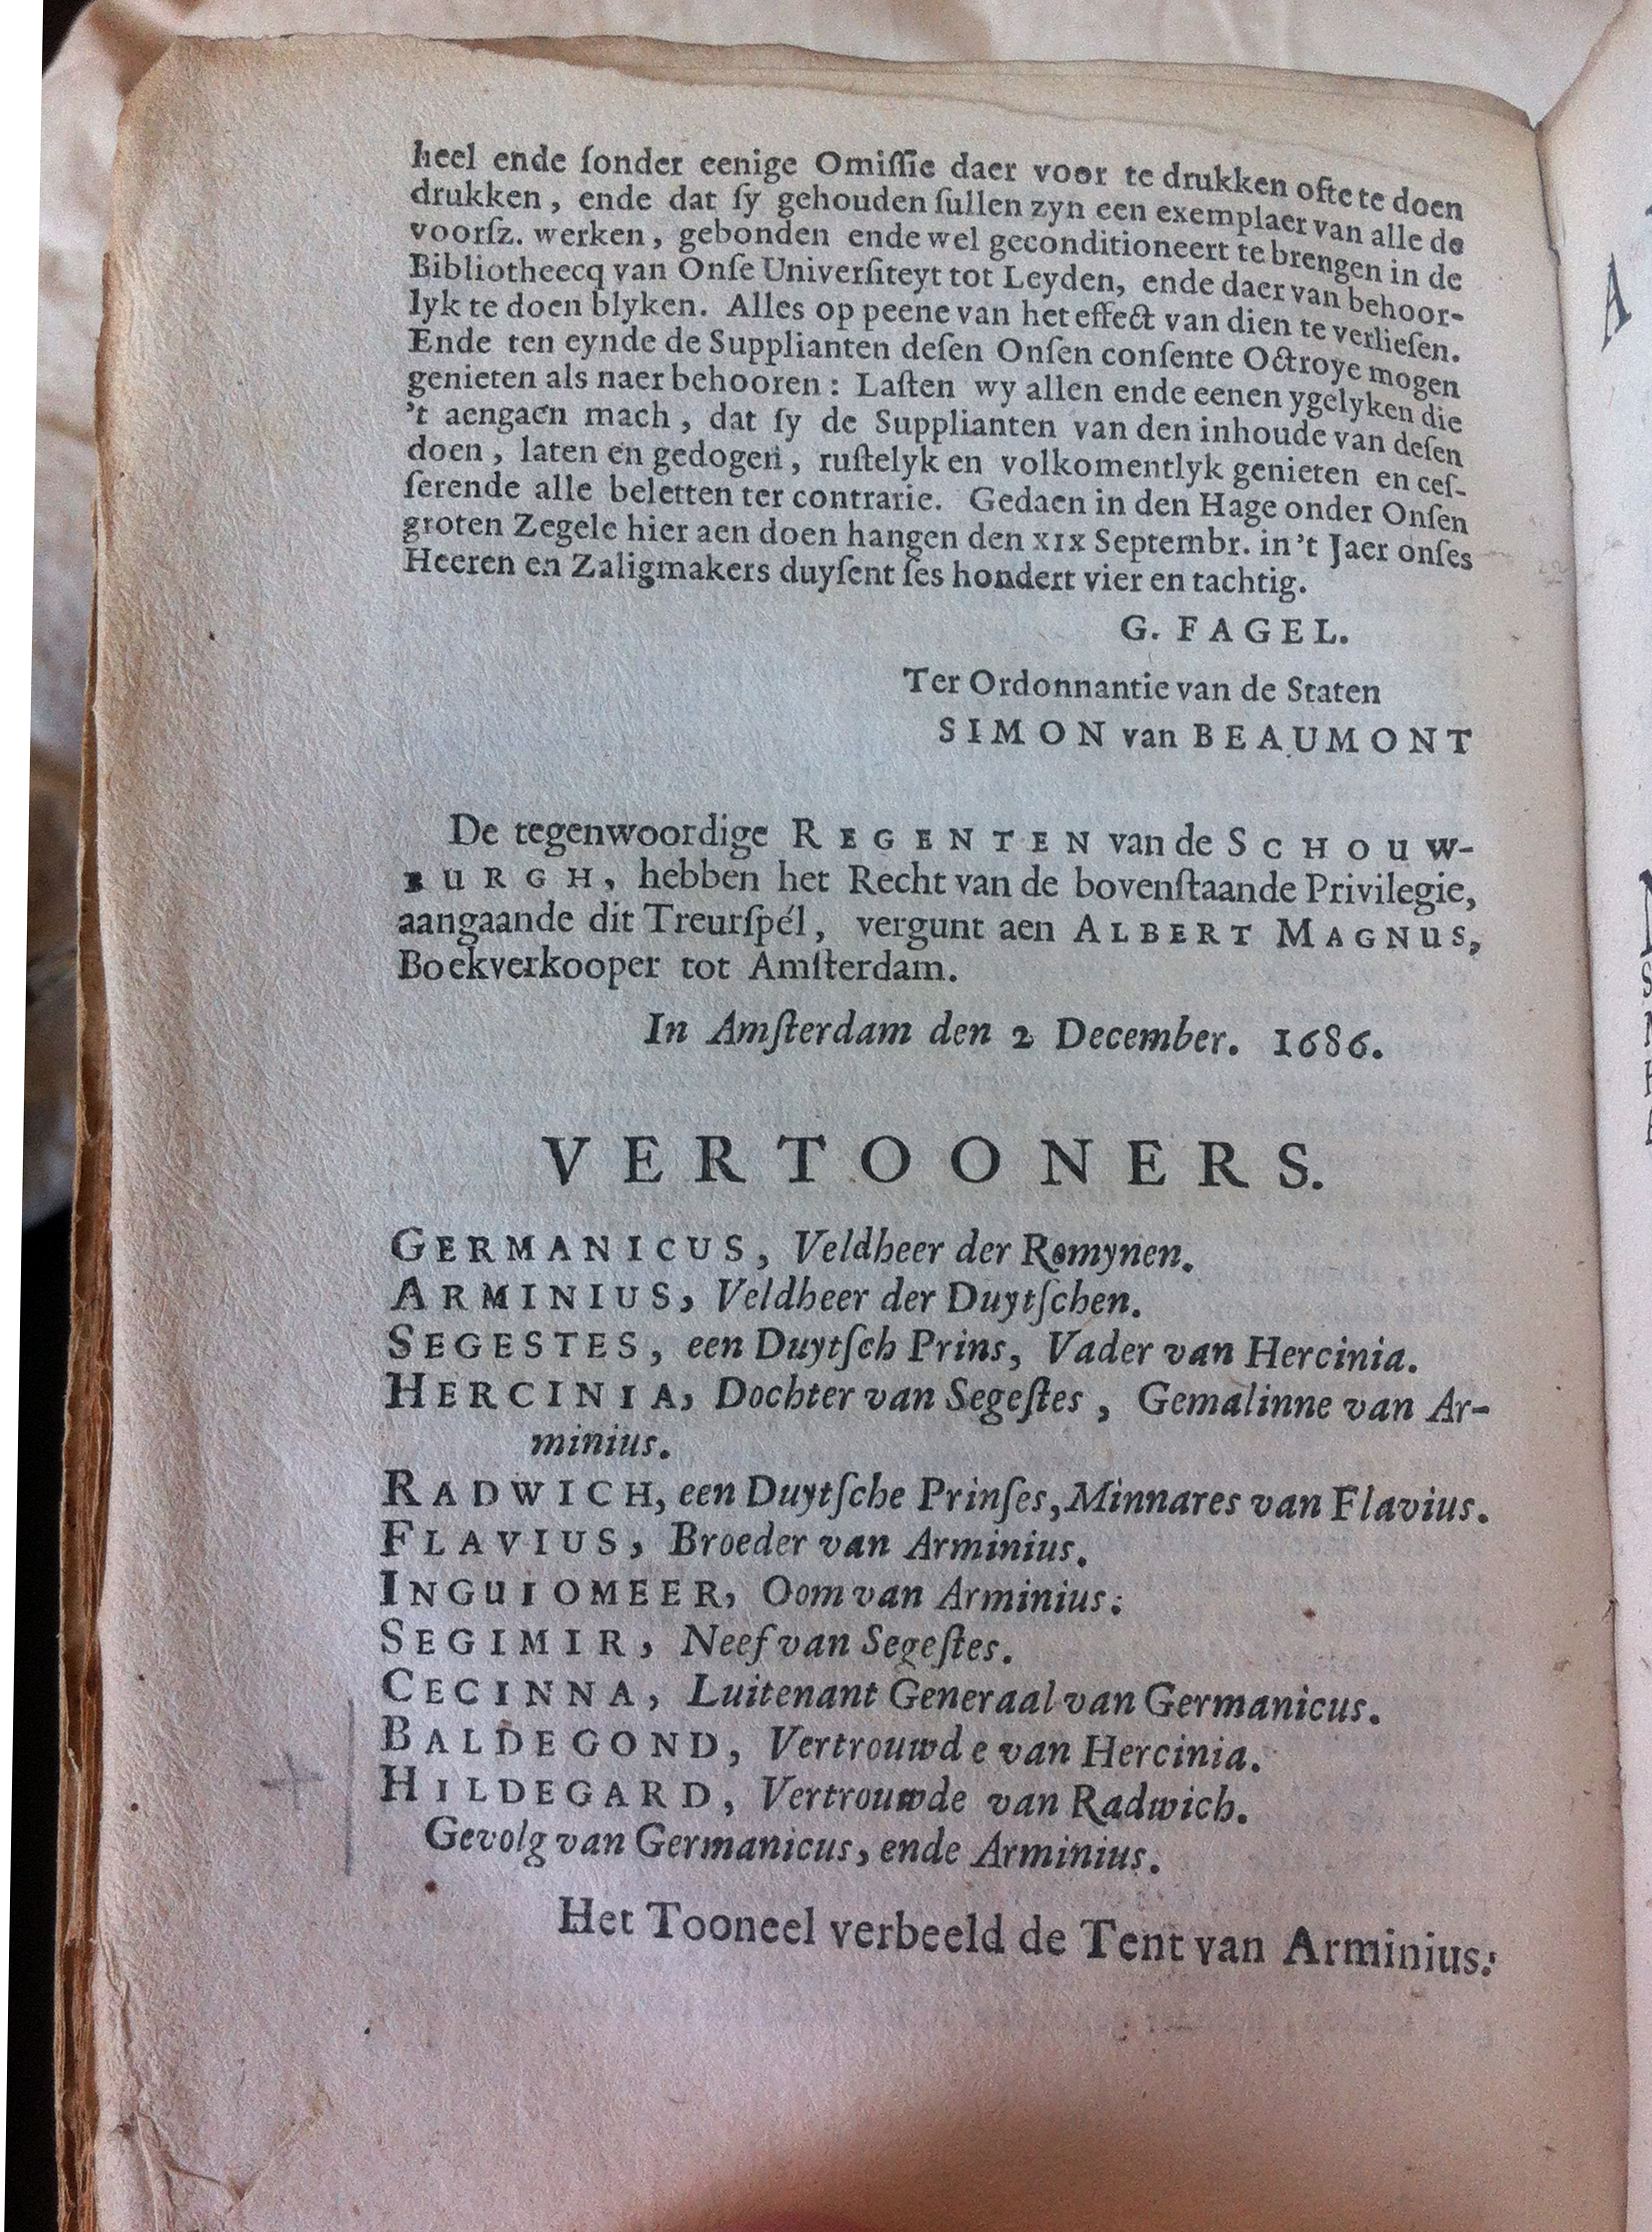 heel ende ſonder eenige Omiſſie daer voor te drukken ofte te doen
drukken, ende dat ſy gehouden ſullen zyn een exemplaer van alle de
voorſz. werken, gebonden ende wel geconditioneert te brengen in de
Bibliotheecq van Onſe Univerſiteyt tot Leyden, ende daer van behoor-
lyk te doen blyken. Alles op peene van het effect van dien te verlieſen.
Ende ten eynde de Supplianten deſen Onſen conſente Octroye mogen
genieten als naer behooren: Laſten wy allen ende eenen ygelyken die
't aengaen mach, dat ſy de Supplianten van den inhoude van deſen
doen, laten en gedogen, ruſtelyk en volkomentlyk genieten en ceſ-
ſerende alle beletten ter contrarie. Gedaen in den Hage onder Onſen
groten Zegele hier aen doen hangen den XIX Septembr. in 't Jaer onſes
Heeren en Zaligmakers duyſent ſes hondert vier en tachtig.
G. FAGEL.
Ter Ordonnantie van de Staten
SIMON van BEAUMONT
De tegenwoordige REGENTEN van de SCHOUW-
BURGH, hebben het Recht van de bovenſtaande Privilegie,
aangaande dit Treurſpél, vergunt aen ALBERT MAGNUS,
Boekverkooper tot Amſterdam.
In Amſterdam den 2 December. 1686.
VERTOONERS.
GERMANICUS, Veldheer der Romynen.
ARMINIUS, Veldheer der Duytſchen.
SEGESTES, een Duytſch Prins, Vader van Hercinia.
HERCINIA, Dochter van Segeſtes, Gemalinne van Ar-
minius.
RADWICH, een Duytſche Prinſes, Minnares van Flavius.
FLAVIUS, Broeder van Arminius.
INGUIOMEER, Oom van Arminius.
SEGIMIR, Neef van Segeſtes.
CECINNA, Luitenant Generaal van Germanicus.
BALDEGOND, Vertrouwde van Hercinia.
HILDEGARD, Vertrouwde van Radwich.
Gevolg van Germanicus, ende Arminius.
Het Tooneel verbeeld de Tent van Arminius.